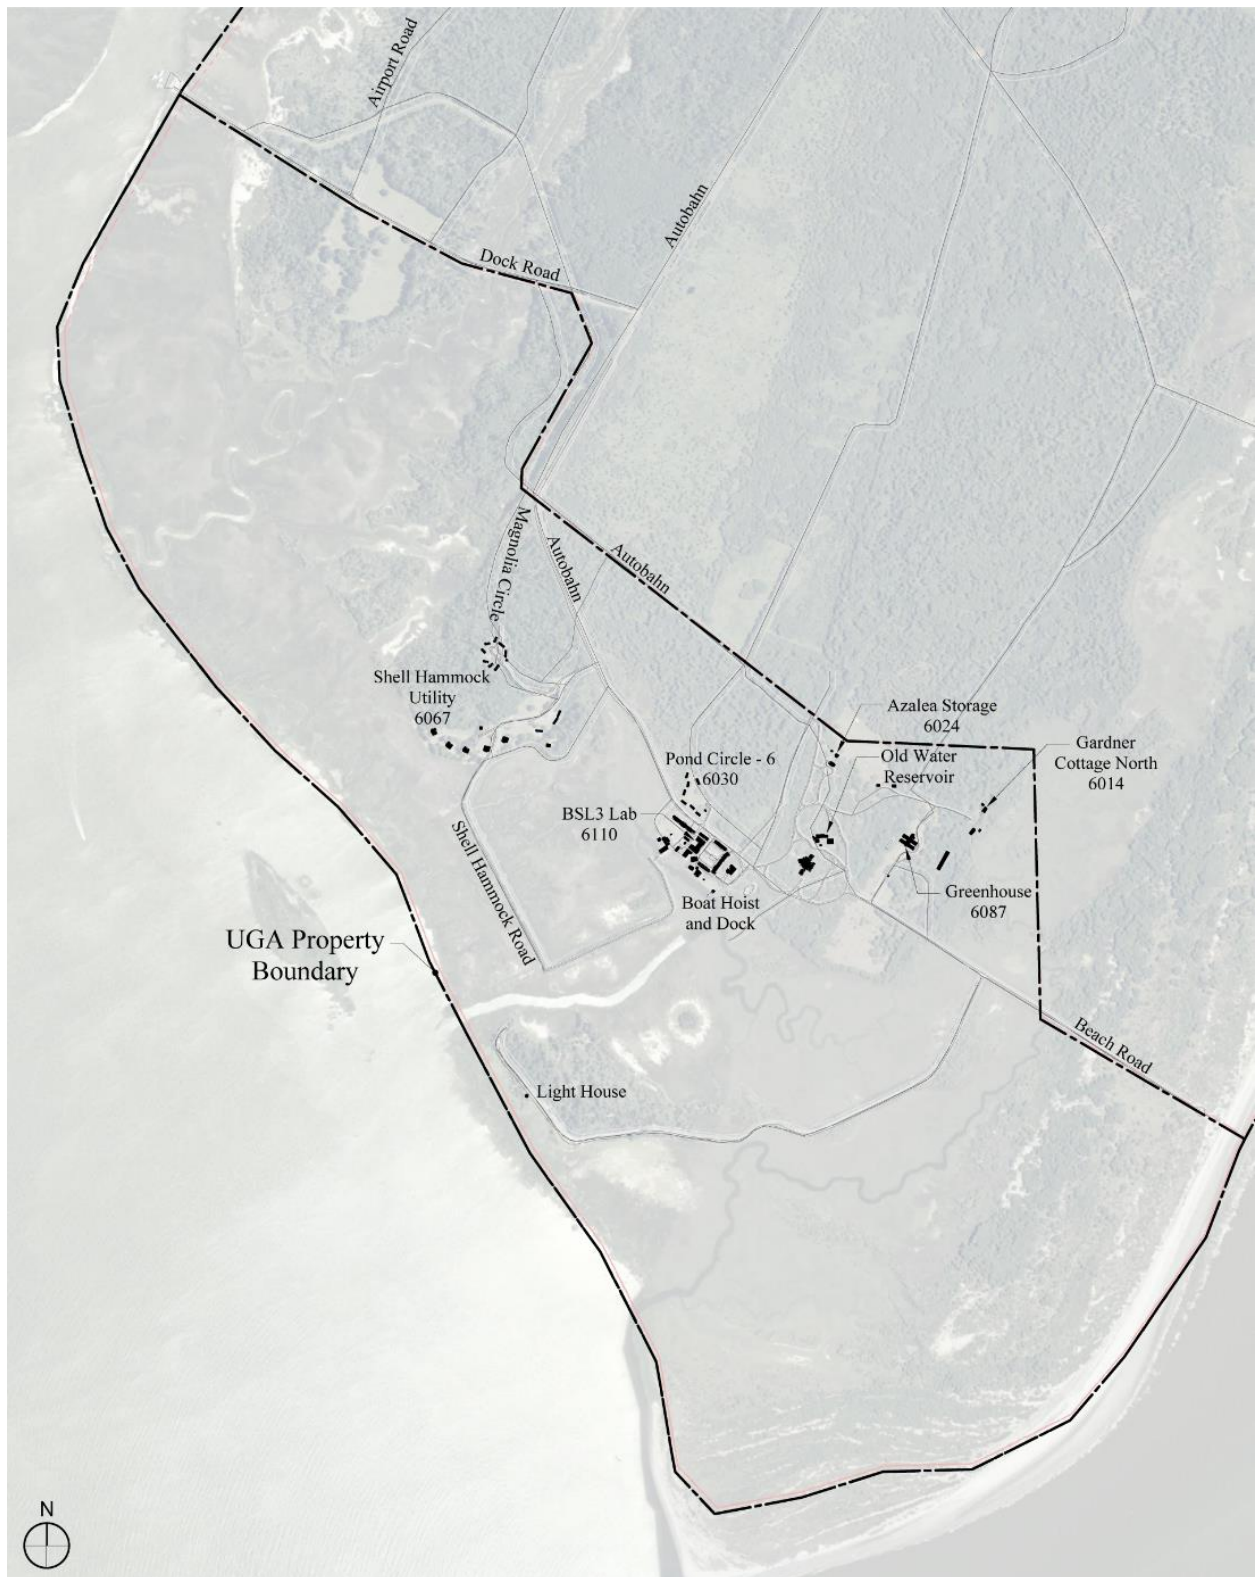 Airport Road
Autobahn
Dock Road
Magnolia Circle
Autobahn
Autobahn
Shell Hammock
Utility
6067
Azalea Storage
6024
Gardner
Cottage North
6014
Pond Circle - 6
6030
Old Water
Reservoir
BSL3 Lab
6110
Shell Hammock Road
Boat Hoist
and Dock
Greenhouse
6087
UGA Property
Boundary
Beach Road
Light House
N